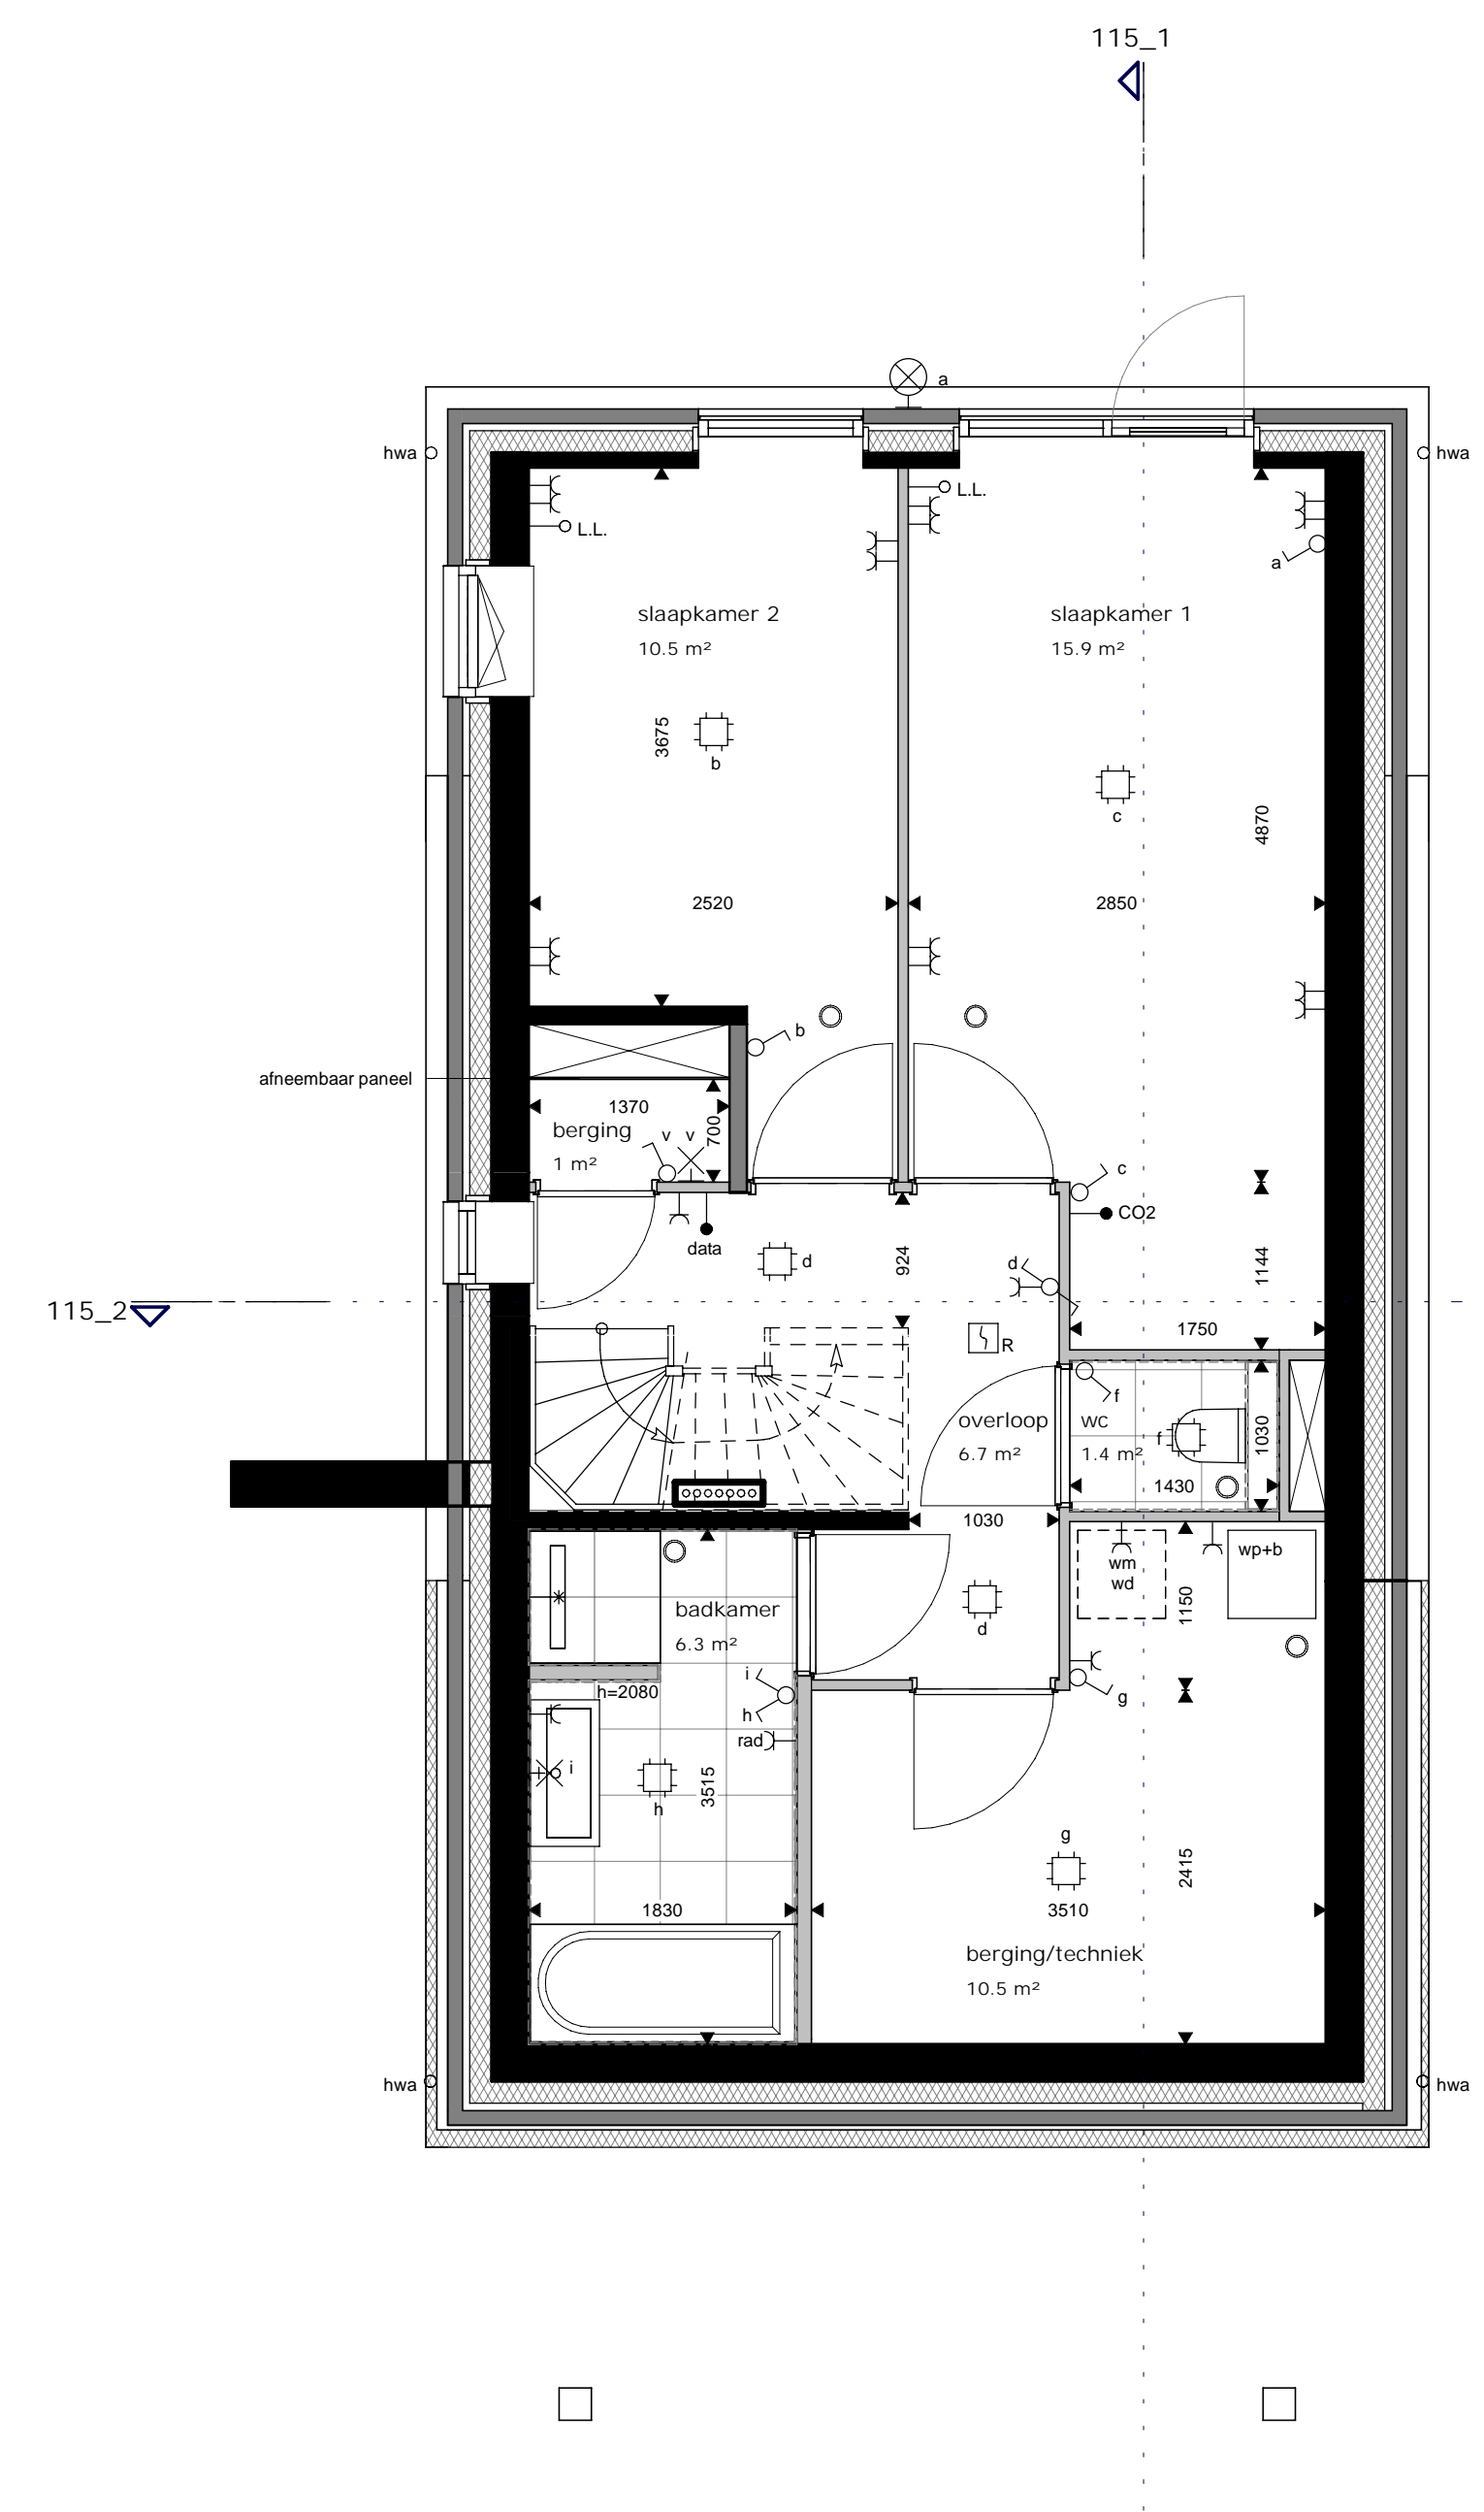 115_1
a
hwa
hwa
L.L.
L.L.
a
slaapkamer 2
10.5 m²
slaapkamer 1
15.9 m²
3675
b
c
4870
2520
2850
b
afneembaar paneel
1370
700
berging
1 m²
v
v
c
CO2
data
d
924
d
1144
115_2
1750
R
f
overloop
6.7 m²
wc
1.4 m²
f
1030
1430
1030
wm
wd
wp+b
1150
badkamer
6.3 m²
d
i
h
h=2080
g
rad
i
h
3515
g
2415
1830
3510
berging/techniek
10.5 m²
hwa
hwa